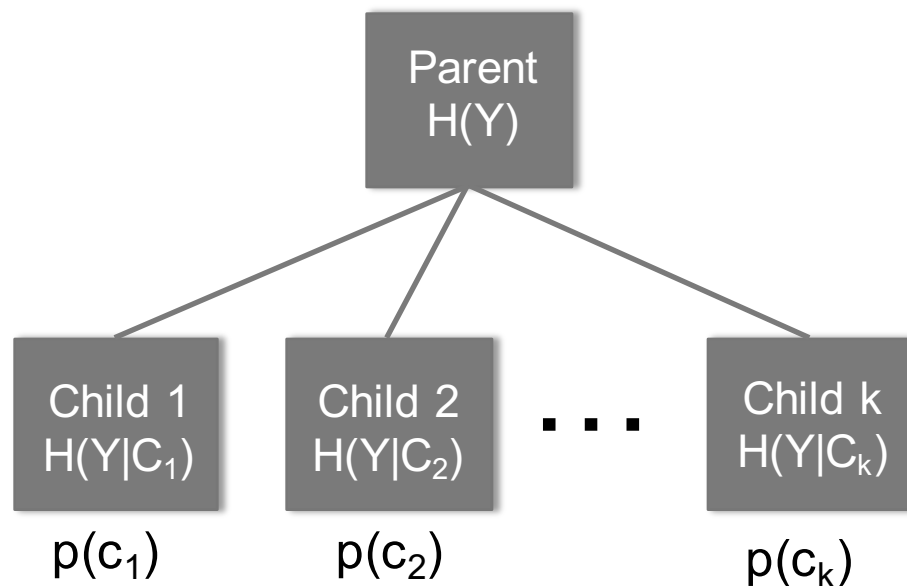 Parent
H(Y)
Child 1
H(Y|C₁)
Child 2
H(Y|C₂)
. . .
Child k
H(Y|Cₖ)
p(c₁)
p(c₂)
p(cₖ)